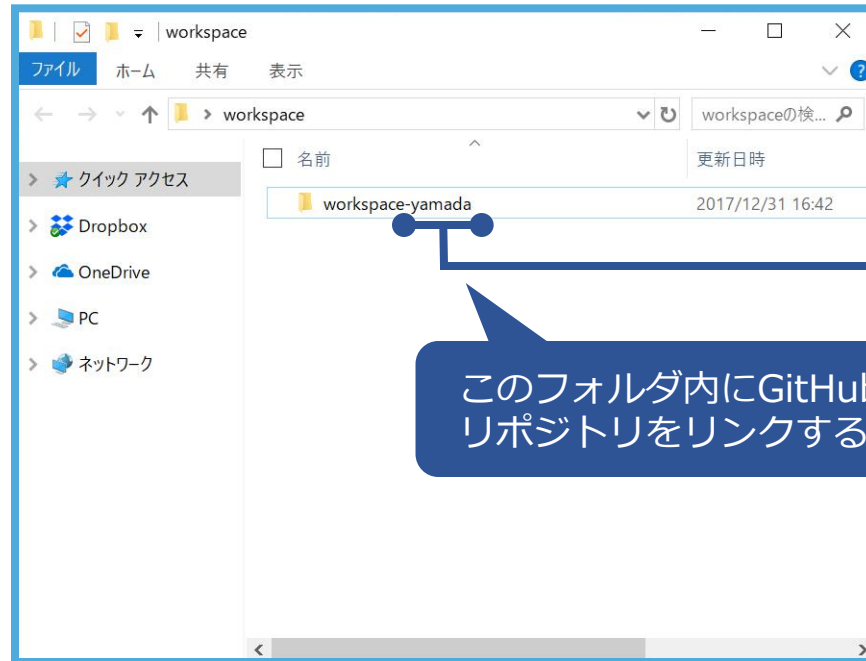 workspace
ファイル ホーム 共有 表示
workspace
workspaceの検...
名前 更新日時
クイック アクセス
workspace-yamada 2017/12/31 16:42
Dropbox
OneDrive
PC
ネットワーク
このフォルダ内にGitHub
リポジトリをリンクする